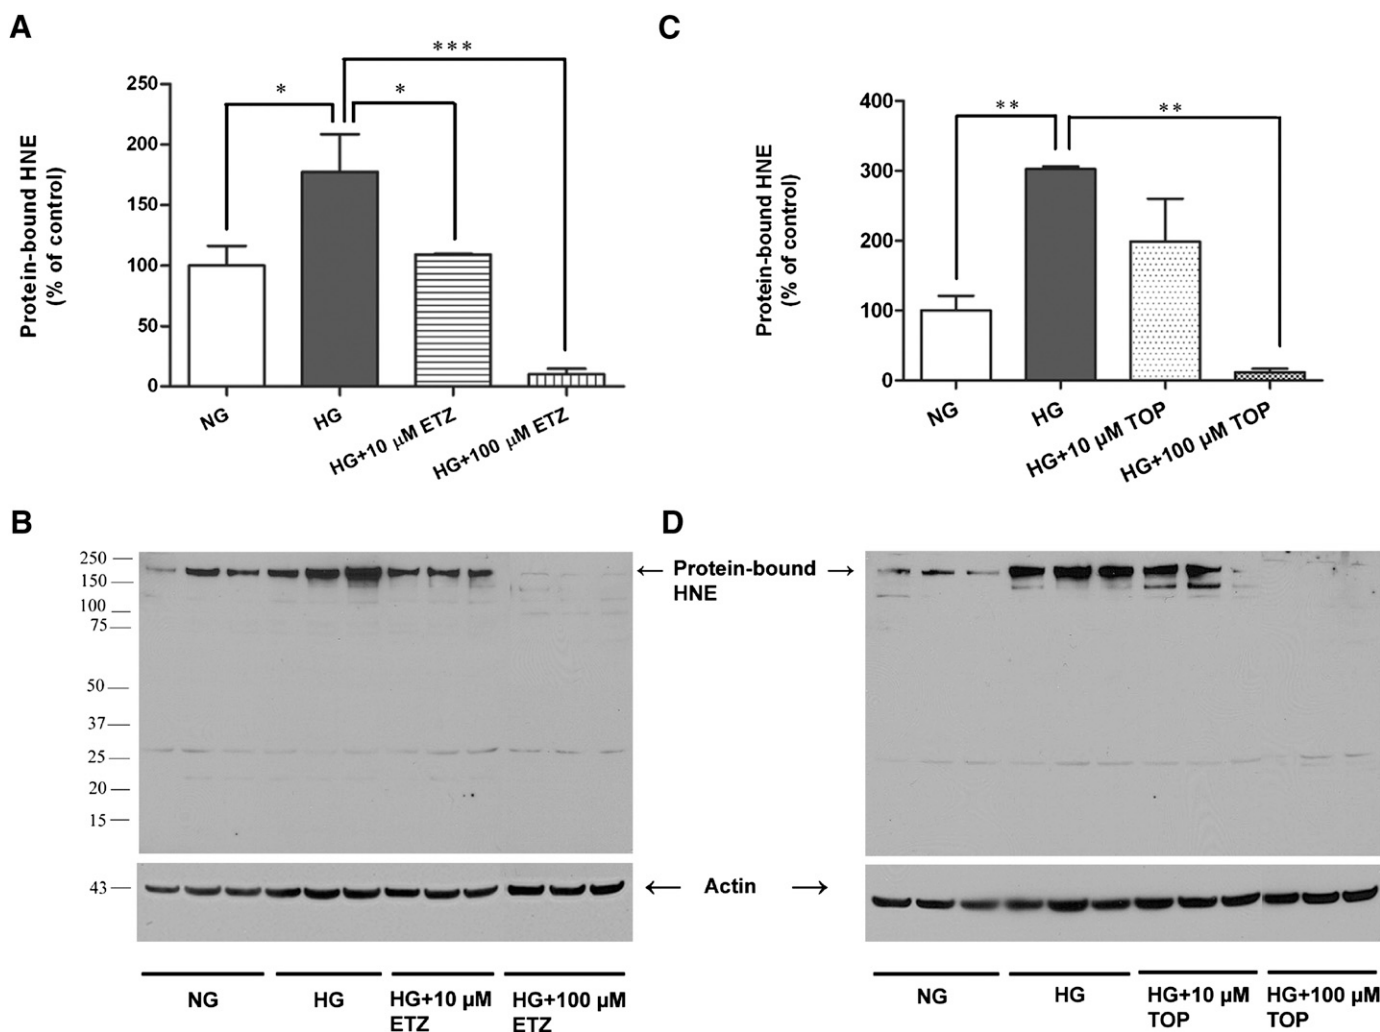 A
***
*
*
250
200
150
100
50
0
Protein-bound HNE
(% of control)
NG
HG
HG+10 µM ETZ
HG+100 µM ETZ
C
**
**
400
300
200
100
0
Protein-bound HNE
(% of control)
NG
HG
HG+10 µM TOP
HG+100 µM TOP
B
250
150
100
75
50
37
25
20
15
43
← Protein-bound →
HNE
← Actin →
NG
HG
HG+10 µM
ETZ
HG+100 µM
ETZ
D
NG
HG
HG+10 µM
TOP
HG+100 µM
TOP